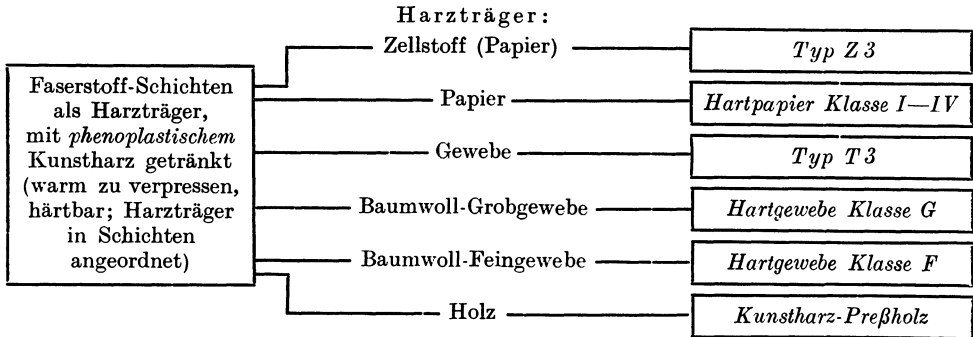 Harzträger:
Zellstoff (Papier)
Typ Z 3
Faserstoff-Schichten
als Harzträger,
mit phenoplastischem
Kunstharz getränkt
(warm zu verpressen,
härtbar; Harzträger
in Schichten
angeordnet)
Papier
Hartpapier Klasse I—IV
Gewebe
Typ T 3
Baumwoll-Grobgewebe
Hartgewebe Klasse G
Baumwoll-Feingewebe
Hartgewebe Klasse F
Holz
Kunstharz-Preßholz